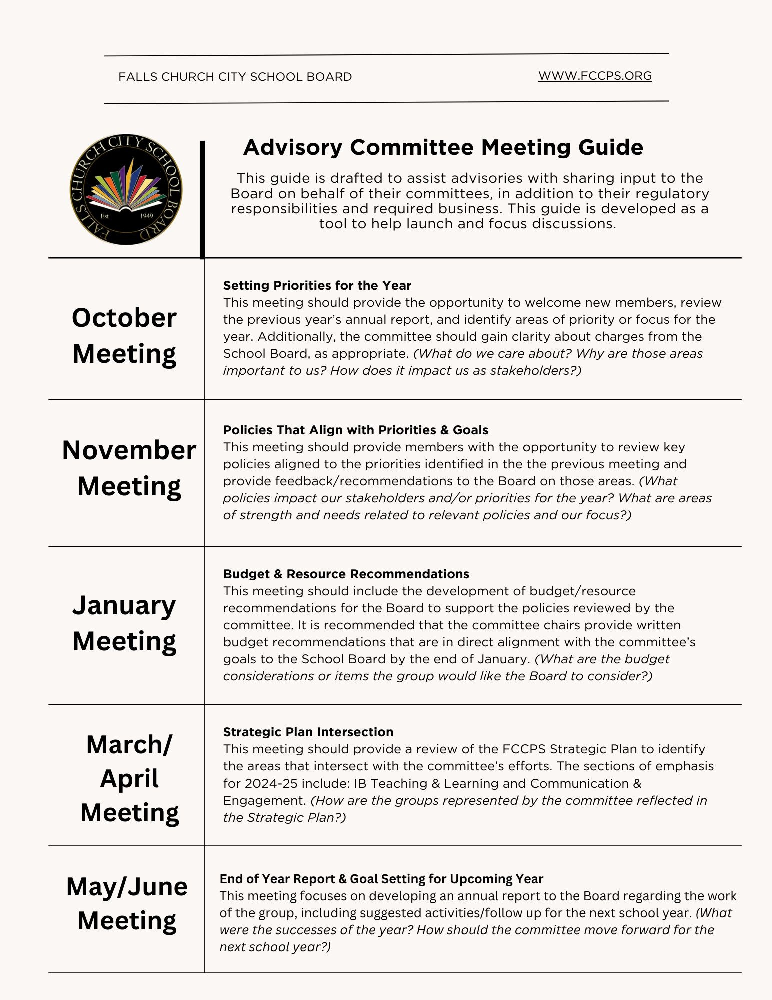 FALLS CHURCH CITY SCHOOL BOARD
WWW.FCCPS.ORG
FALLS CHURCH CITY SCHOOL BOARD
Est 1949
Advisory Committee Meeting Guide
This guide is drafted to assist advisories with sharing input to the
Board on behalf of their committees, in addition to their regulatory
responsibilities and required business. This guide is developed as a
tool to help launch and focus discussions.
October
Meeting
Setting Priorities for the Year
This meeting should provide the opportunity to welcome new members, review
the previous year’s annual report, and identify areas of priority or focus for the
year. Additionally, the committee should gain clarity about charges from the
School Board, as appropriate. (What do we care about? Why are those areas
important to us? How does it impact us as stakeholders?)
November
Meeting
Policies That Align with Priorities & Goals
This meeting should provide members with the opportunity to review key
policies aligned to the priorities identified in the the previous meeting and
provide feedback/recommendations to the Board on those areas. (What
policies impact our stakeholders and/or priorities for the year? What are areas
of strength and needs related to relevant policies and our focus?)
January
Meeting
Budget & Resource Recommendations
This meeting should include the development of budget/resource
recommendations for the Board to support the policies reviewed by the
committee. It is recommended that the committee chairs provide written
budget recommendations that are in direct alignment with the committee’s
goals to the School Board by the end of January. (What are the budget
considerations or items the group would like the Board to consider?)
March/
April
Meeting
Strategic Plan Intersection
This meeting should provide a review of the FCCPS Strategic Plan to identify
the areas that intersect with the committee’s efforts. The sections of emphasis
for 2024-25 include: IB Teaching & Learning and Communication &
Engagement. (How are the groups represented by the committee reflected in
the Strategic Plan?)
May/June
Meeting
End of Year Report & Goal Setting for Upcoming Year
This meeting focuses on developing an annual report to the Board regarding the work
of the group, including suggested activities/follow up for the next school year. (What
were the successes of the year? How should the committee move forward for the
next school year?)